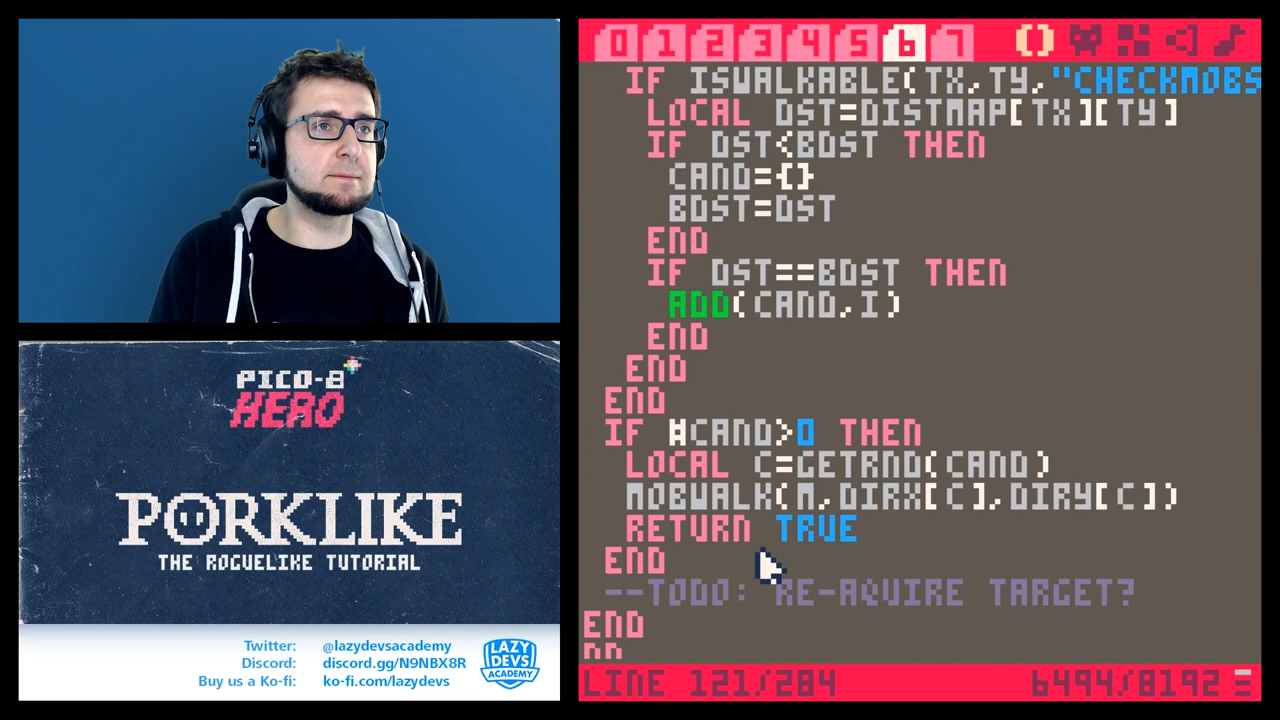 0 1 2 3 4 5 6 7
IF ISWALKABLE(TX,TY,"CHECKMOBS
LOCAL DST=DISTMAP[TX][TY]
IF DST<BDST THEN
CAND={}
BDST=DST
END
IF DST==BDST THEN
ADD(CAND,I)
END
END
END
IF #CAND>0 THEN
LOCAL C=GETRND(CAND)
MOBWALK(M,DIRX[C],DIRY[C])
RETURN TRUE
END
--TODO: RE-AQUIRE TARGET?
END
LINE 121/284 6494/8192
PICO-8
HERO
PORKLIKE
THE ROGUELIKE TUTORIAL
Twitter: @lazydevsacademy
Discord: discord.gg/N9NBX8R
Buy us a Ko-fi: ko-fi.com/lazydevs
LAZY
DEVS
ACADEMY